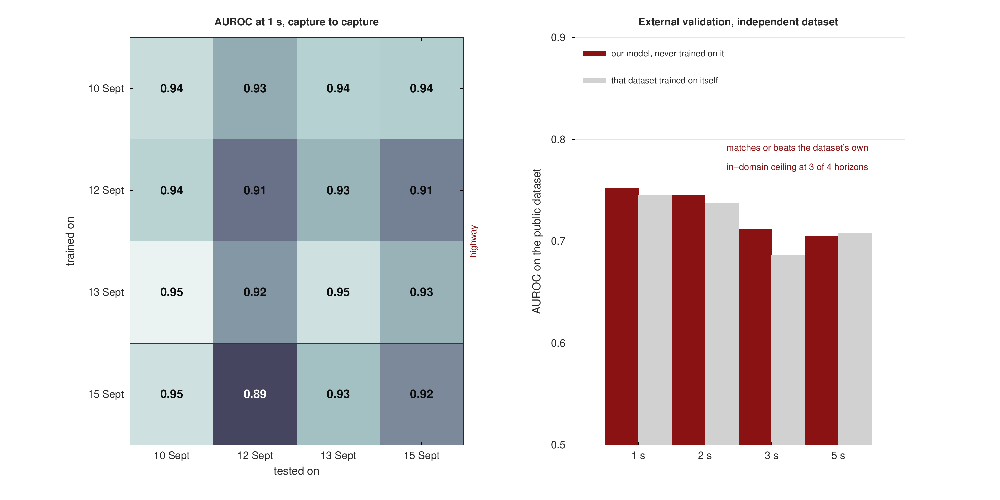 AUROC at 1 s, capture to capture
10 Sept
0.94
0.93
0.94
0.94
12 Sept
0.94
0.91
0.93
0.91
13 Sept
0.95
0.92
0.95
0.93
15 Sept
0.95
0.89
0.93
0.92
10 Sept
12 Sept
13 Sept
15 Sept
tested on
trained on
highway
External validation, independent dataset
our model, never trained on it
that dataset trained on itself
matches or beats the dataset’s own
in−domain ceiling at 3 of 4 horizons
0.9
0.8
0.7
0.6
0.5
1 s
2 s
3 s
5 s
AUROC on the public dataset